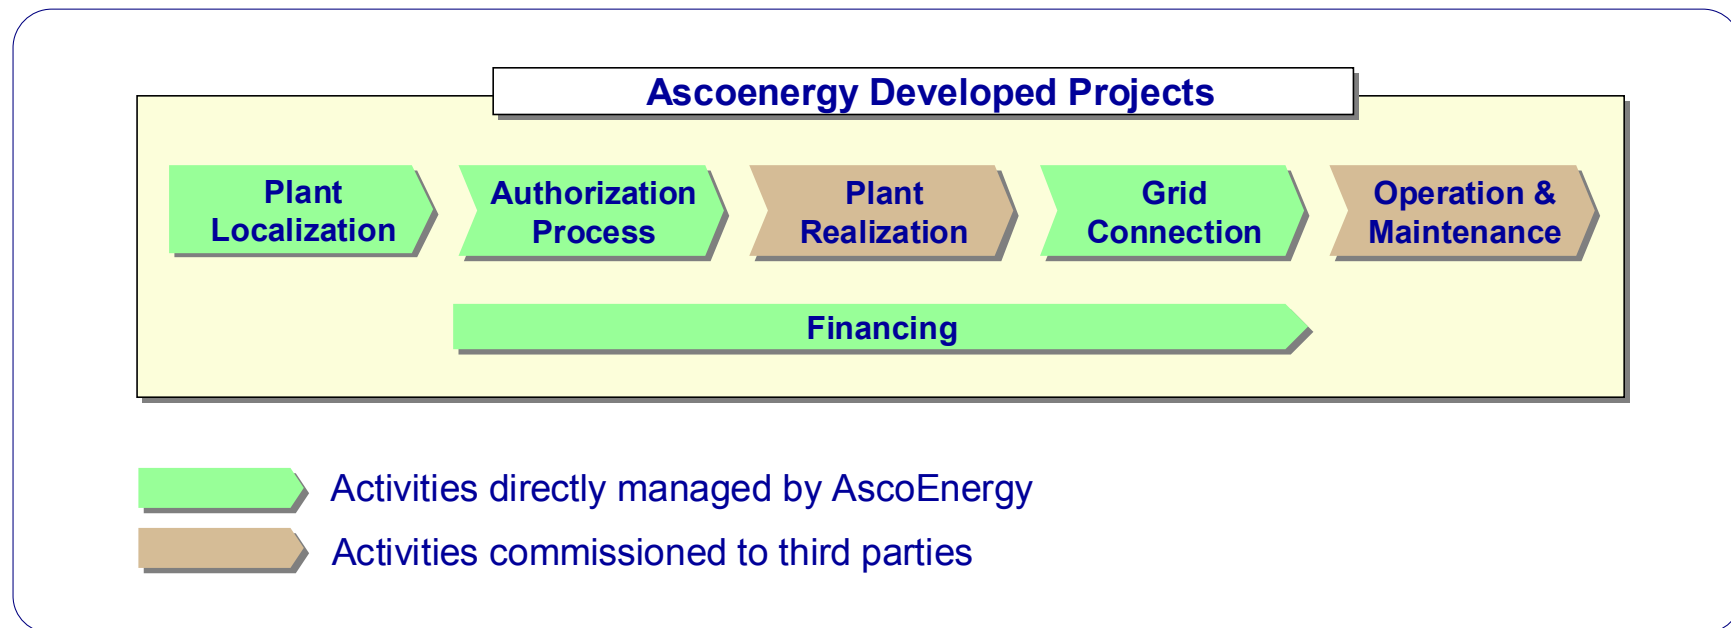 Ascoenergy Developed Projects
Plant
Localization
Authorization
Process
Plant
Realization
Grid
Connection
Operation &
Maintenance
Financing
Activities directly managed by AscoEnergy
Activities commissioned to third parties